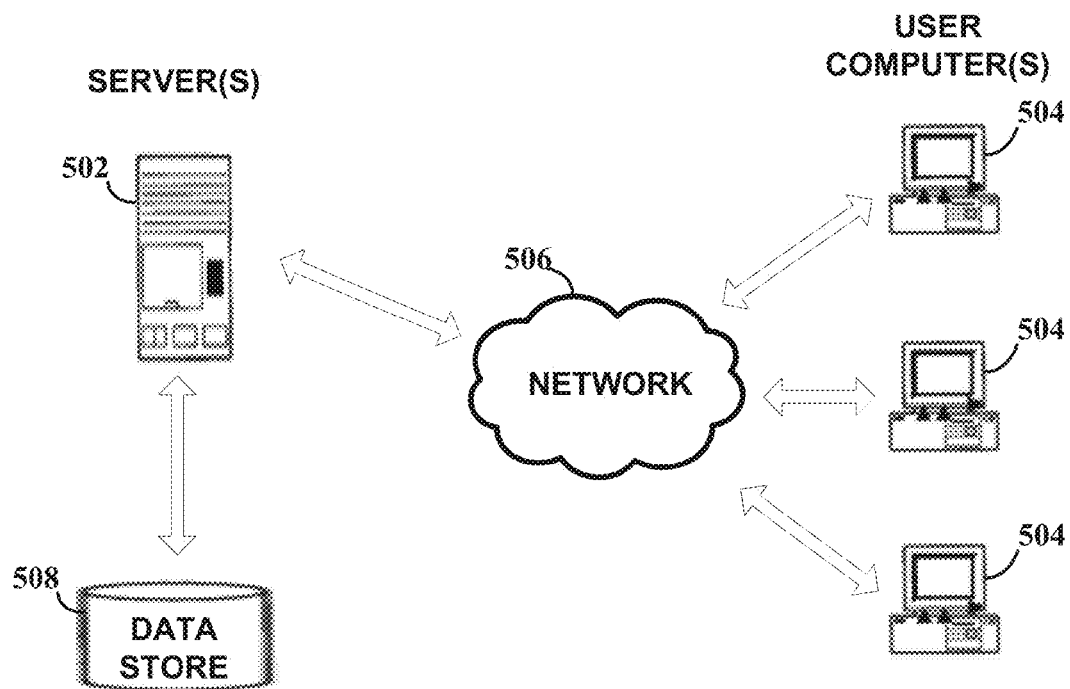 USER
COMPUTER(S)
SERVER(S)
504
502
506
NETWORK
504
504
508
DATA
STORE